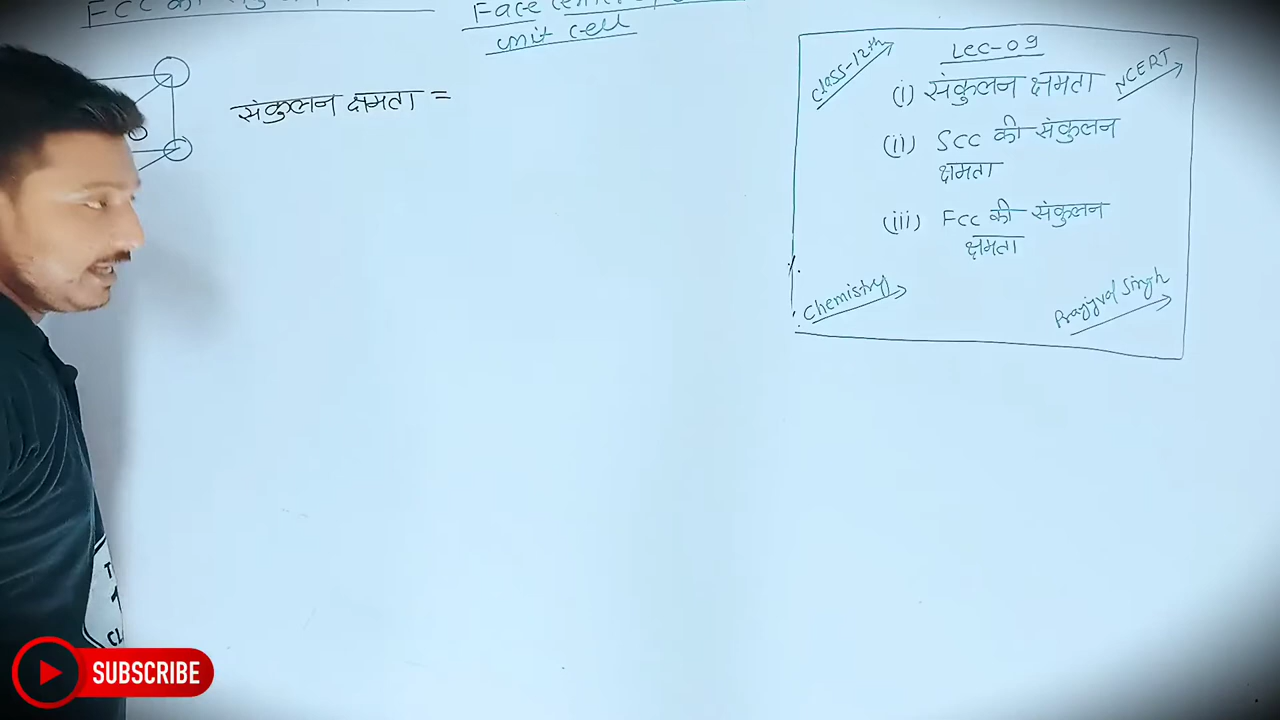 Fcc की
Face
unit cell
संकुलन क्षमता =
Class-12th
Lec-09
NCERT
(i) संकुलन क्षमता
(ii) Scc की संकुलन
क्षमता
(iii) Fcc की संकुलन
क्षमता
Chemistry
Prajjval Singh
SUBSCRIBE